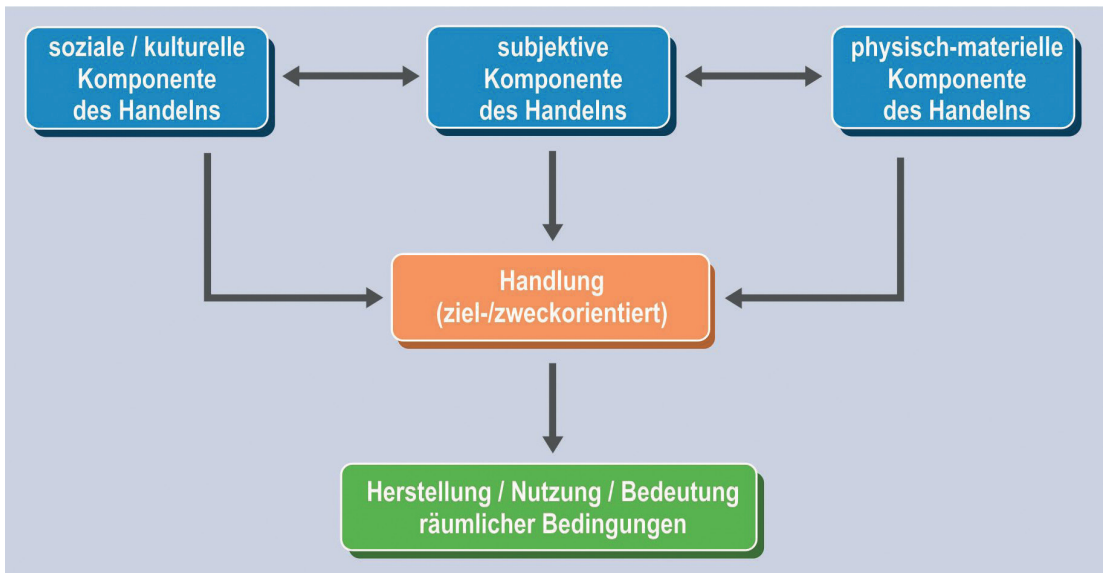 soziale / kulturelle
Komponente
des Handelns
subjektive
Komponente
des Handelns
physisch-materielle
Komponente
des Handelns
Handlung
(ziel-/zweckorientiert)
Herstellung / Nutzung / Bedeutung
räumlicher Bedingungen